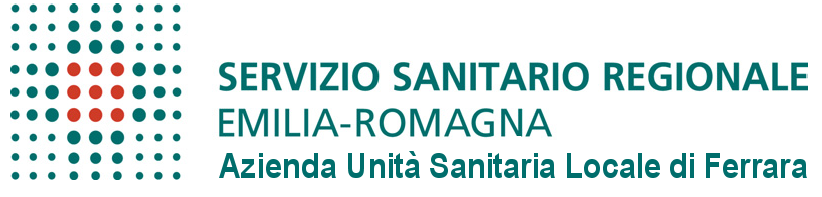 SERVIZIO SANITARIO REGIONALE
EMILIA-ROMAGNA
Azienda Unità Sanitaria Locale di Ferrara